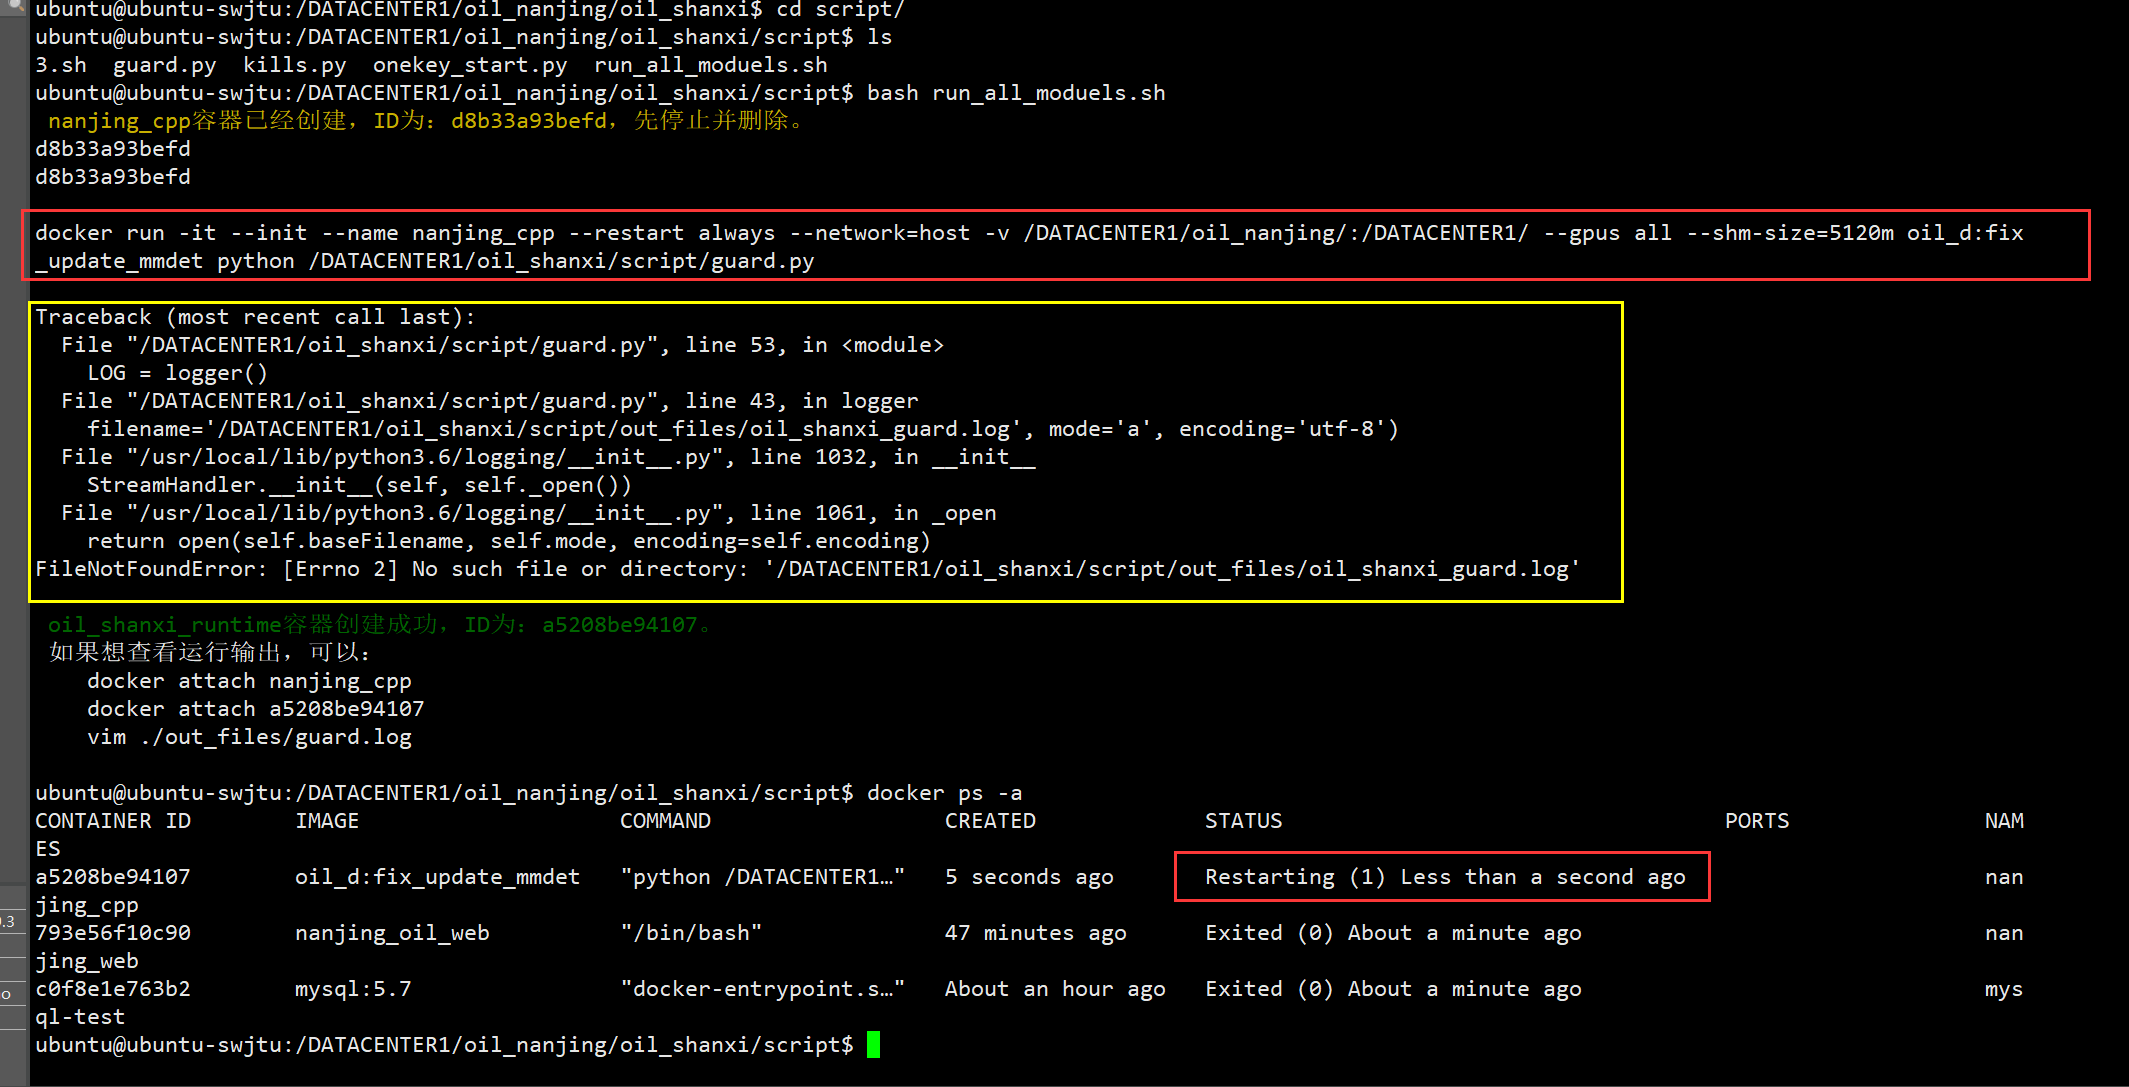 ubuntu@ubuntu-swjtu:/DATACENTER1/oil_nanjing/oil_shanxi$ cd script/
ubuntu@ubuntu-swjtu:/DATACENTER1/oil_nanjing/oil_shanxi/script$ ls
3.sh  guard.py  kills.py  onekey_start.py  run_all_moduels.sh
ubuntu@ubuntu-swjtu:/DATACENTER1/oil_nanjing/oil_shanxi/script$ bash run_all_moduels.sh
 nanjing_cpp容器已经创建，ID为：d8b33a93befd，先停止并删除。
d8b33a93befd
d8b33a93befd
docker run -it --init --name nanjing_cpp --restart always --network=host -v /DATACENTER1/oil_nanjing/:/DATACENTER1/ --gpus all --shm-size=5120m oil_d:fix
_update_mmdet python /DATACENTER1/oil_shanxi/script/guard.py
Traceback (most recent call last):
  File "/DATACENTER1/oil_shanxi/script/guard.py", line 53, in <module>
    LOG = logger()
  File "/DATACENTER1/oil_shanxi/script/guard.py", line 43, in logger
    filename='/DATACENTER1/oil_shanxi/script/out_files/oil_shanxi_guard.log', mode='a', encoding='utf-8')
  File "/usr/local/lib/python3.6/logging/__init__.py", line 1032, in __init__
    StreamHandler.__init__(self, self._open())
  File "/usr/local/lib/python3.6/logging/__init__.py", line 1061, in _open
    return open(self.baseFilename, self.mode, encoding=self.encoding)
FileNotFoundError: [Errno 2] No such file or directory: '/DATACENTER1/oil_shanxi/script/out_files/oil_shanxi_guard.log'
 oil_shanxi_runtime容器创建成功，ID为：a5208be94107。
 如果想查看运行输出，可以：
    docker attach nanjing_cpp
    docker attach a5208be94107
    vim ./out_files/guard.log
ubuntu@ubuntu-swjtu:/DATACENTER1/oil_nanjing/oil_shanxi/script$ docker ps -a
CONTAINER ID        IMAGE                    COMMAND                  CREATED             STATUS                                  PORTS               NAM
ES
a5208be94107        oil_d:fix_update_mmdet   "python /DATACENTER1…"   5 seconds ago       Restarting (1) Less than a second ago                       nan
jing_cpp
793e56f10c90        nanjing_oil_web          "/bin/bash"              47 minutes ago      Exited (0) About a minute ago                               nan
jing_web
c0f8e1e763b2        mysql:5.7                "docker-entrypoint.s…"   About an hour ago   Exited (0) About a minute ago                               mys
ql-test
ubuntu@ubuntu-swjtu:/DATACENTER1/oil_nanjing/oil_shanxi/script$